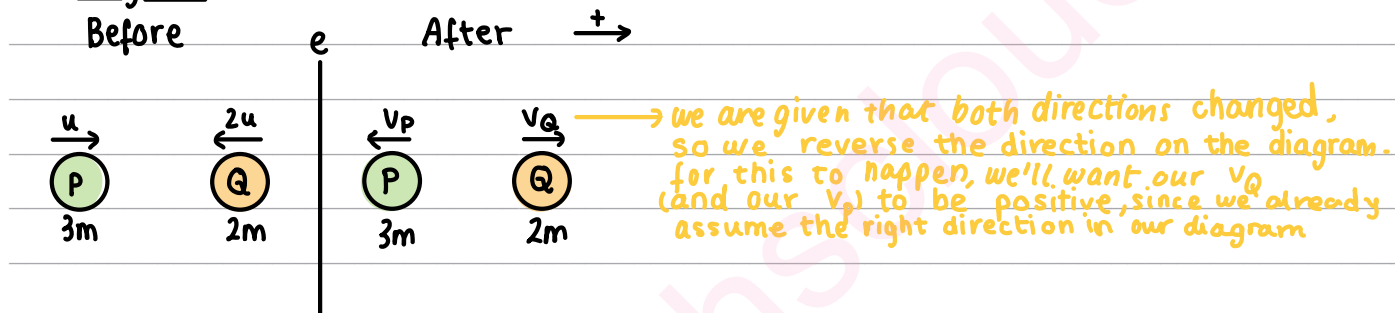 Before e After +
u 2u VP VQ we are given that both directions changed,
so we reverse the direction on the diagram.
P Q P Q for this to happen, we'll want our VQ
(and our Vp) to be positive, since we already
3m 2m 3m 2m assume the right direction in our diagram